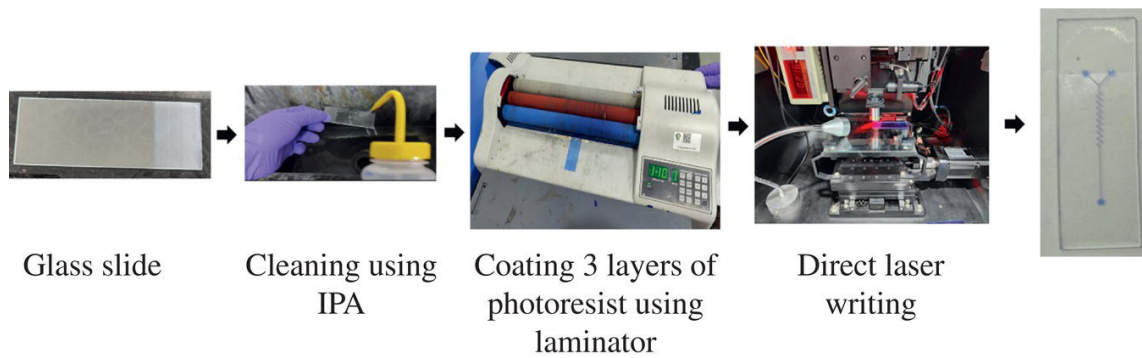 Glass slide
Cleaning using
IPA
Coating 3 layers of
photoresist using
laminator
Direct laser
writing